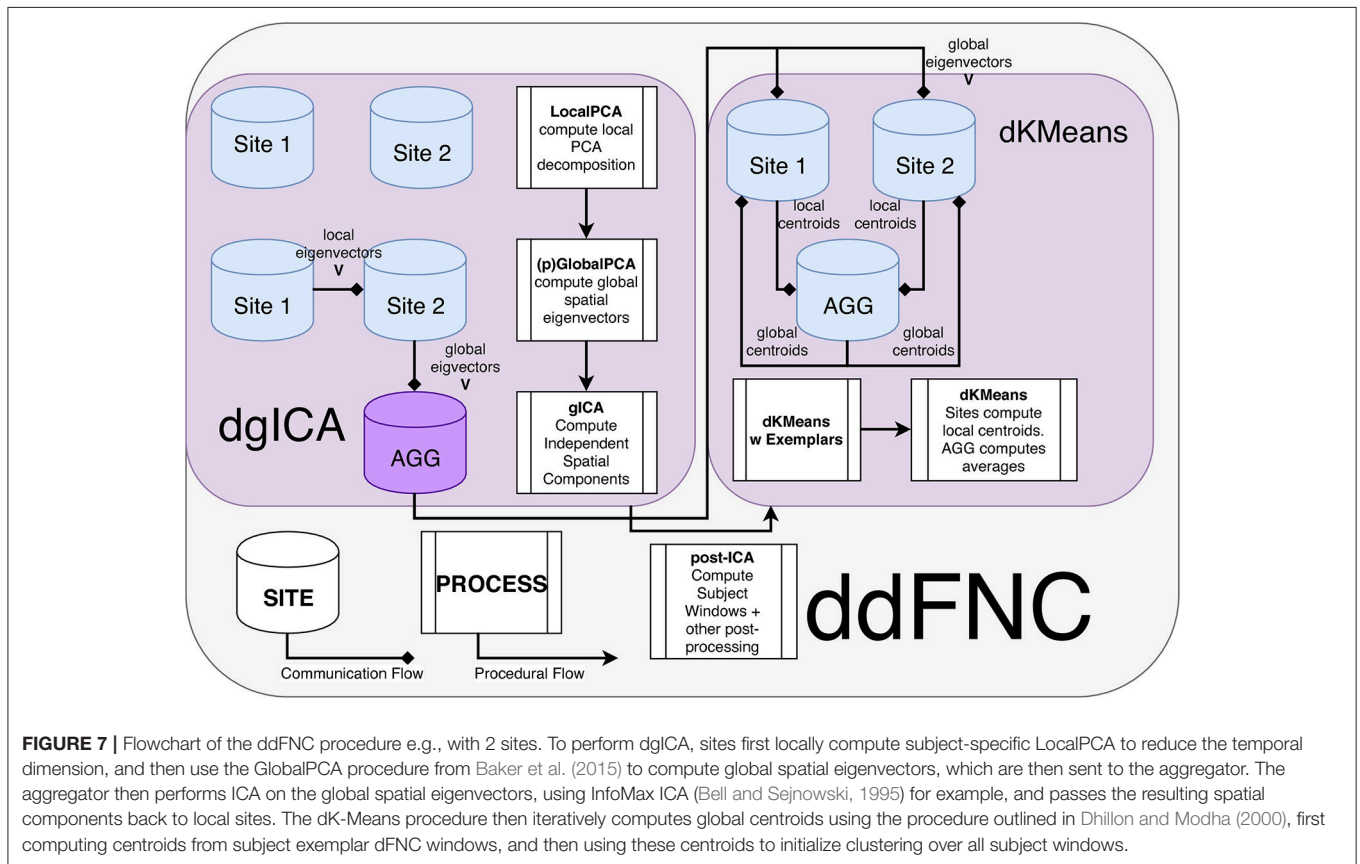 global
eigenvectors
V
Site 1
Site 2
LocalPCA
compute local
PCA
decomposition
local
eigenvectors
V
Site 1
Site 2
(p)GlobalPCA
compute global
spatial
eigenvectors
global
eigvectors
V
dgICA
AGG
gICA
Compute
Independent
Spatial
Components
dKMeans
Site 1
Site 2
local
centroids
local
centroids
AGG
global
centroids
global
centroids
dKMeans
w Exemplars
dKMeans
Sites compute
local centroids.
AGG computes
averages
SITE
PROCESS
Communication Flow
Procedural Flow
post-ICA
Compute
Subject
Windows +
other post-
processing
ddFNC
FIGURE 7 | Flowchart of the ddFNC procedure e.g., with 2 sites. To perform dgICA, sites first locally compute subject-specific LocalPCA to reduce the temporal
dimension, and then use the GlobalPCA procedure from Baker et al. (2015) to compute global spatial eigenvectors, which are then sent to the aggregator. The
aggregator then performs ICA on the global spatial eigenvectors, using InfoMax ICA (Bell and Sejnowski, 1995) for example, and passes the resulting spatial
components back to local sites. The dK-Means procedure then iteratively computes global centroids using the procedure outlined in Dhillon and Modha (2000), first
computing centroids from subject exemplar dFNC windows, and then using these centroids to initialize clustering over all subject windows.